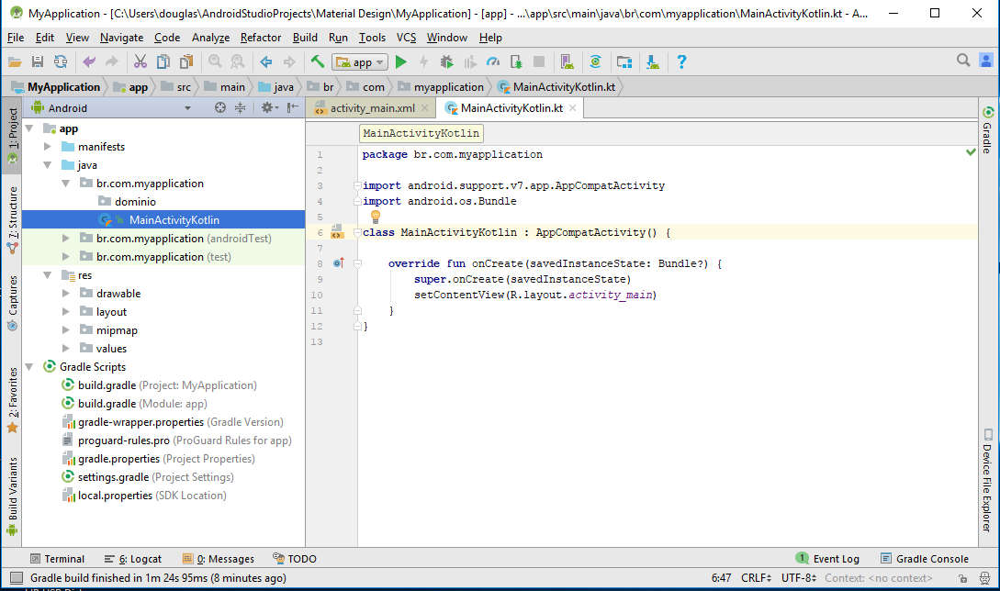 MyApplication - [C:\Users\douglas\AndroidStudioProjects\Material Design\MyApplication] - [app] - ...\app\src\main\java\br\com\myapplication\MainActivityKotlin.kt - A...
File Edit View Navigate Code Analyze Refactor Build Run Tools VCS Window Help
app
MyApplication app src main java br com myapplication MainActivityKotlin.kt
Android
activity_main.xml MainActivityKotlin.kt
1: Project
7: Structure
Captures
2: Favorites
Build Variants
app
manifests
java
br.com.myapplication
dominio
MainActivityKotlin
br.com.myapplication (androidTest)
br.com.myapplication (test)
res
drawable
layout
mipmap
values
Gradle Scripts
build.gradle (Project: MyApplication)
build.gradle (Module: app)
gradle-wrapper.properties (Gradle Version)
proguard-rules.pro (ProGuard Rules for app)
gradle.properties (Project Properties)
settings.gradle (Project Settings)
local.properties (SDK Location)
MainActivityKotlin
1 package br.com.myapplication
2
3 import android.support.v7.app.AppCompatActivity
4 import android.os.Bundle
5
6 class MainActivityKotlin : AppCompatActivity() {
7
8 override fun onCreate(savedInstanceState: Bundle?) {
9 super.onCreate(savedInstanceState)
10 setContentView(R.layout.activity_main)
11 }
12 }
13
Gradle
Device File Explorer
Terminal 6: Logcat 0: Messages TODO 1 Event Log Gradle Console
Gradle build finished in 1m 24s 95ms (8 minutes ago) 6:47 CRLF UTF-8 Context: <no context>